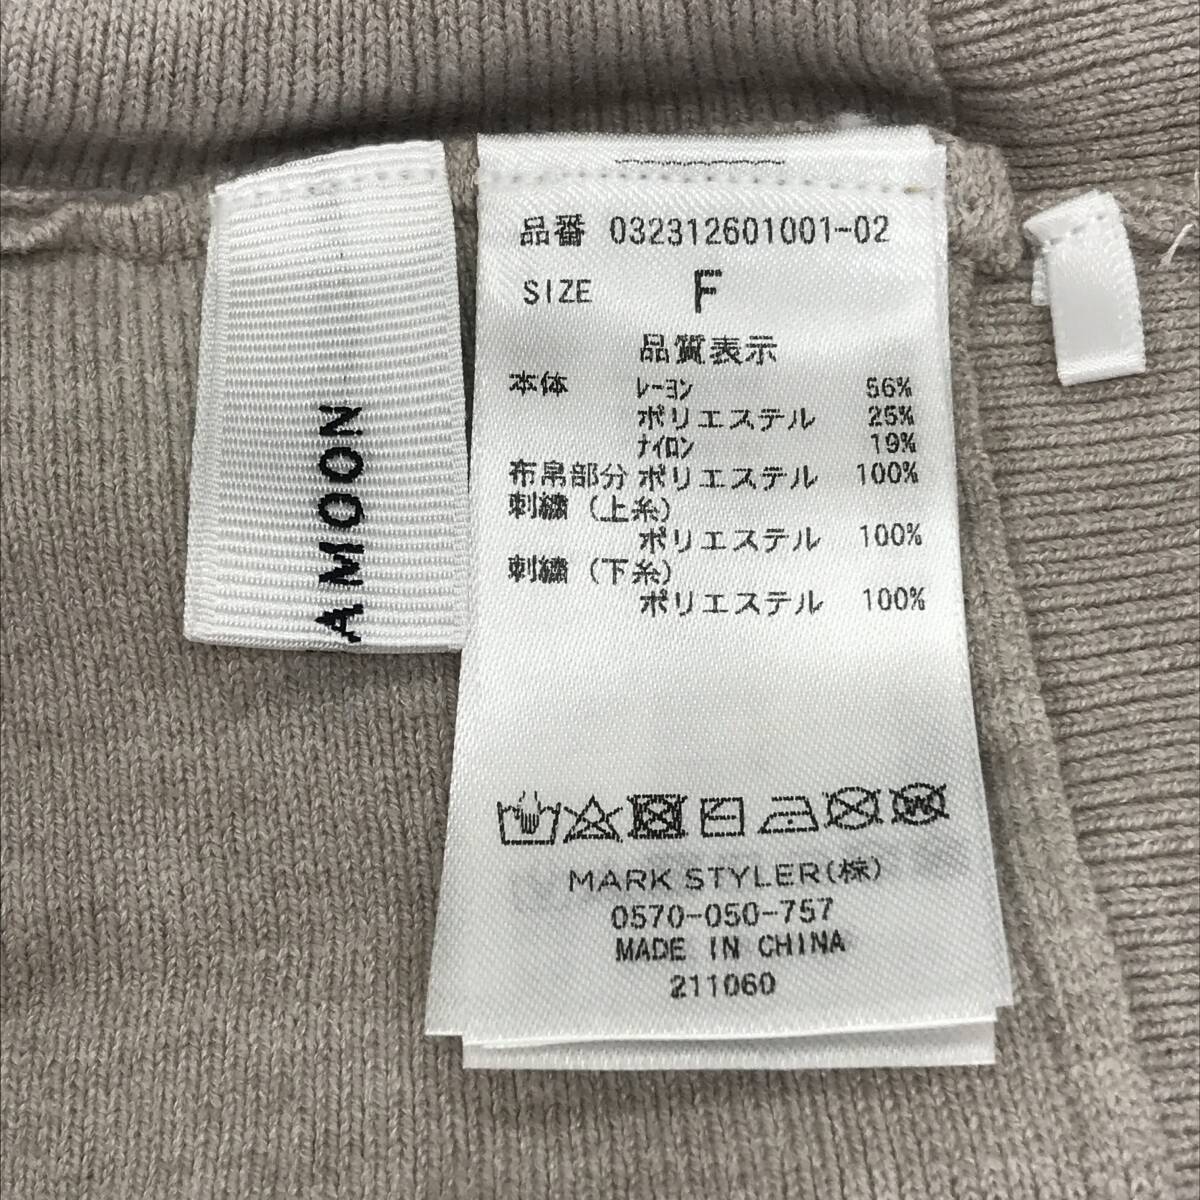 AMOON
品番 032312601001-02
SIZE F
品質表示
本体 ﾚｰﾖﾝ 56%
ポリエステル 25%
ﾅｲﾛﾝ 19%
布帛部分 ポリエステル 100%
刺繍 (上糸)
ポリエステル 100%
刺繍 (下糸)
ポリエステル 100%
MARK STYLER(株)
0570-050-757
MADE IN CHINA
211060